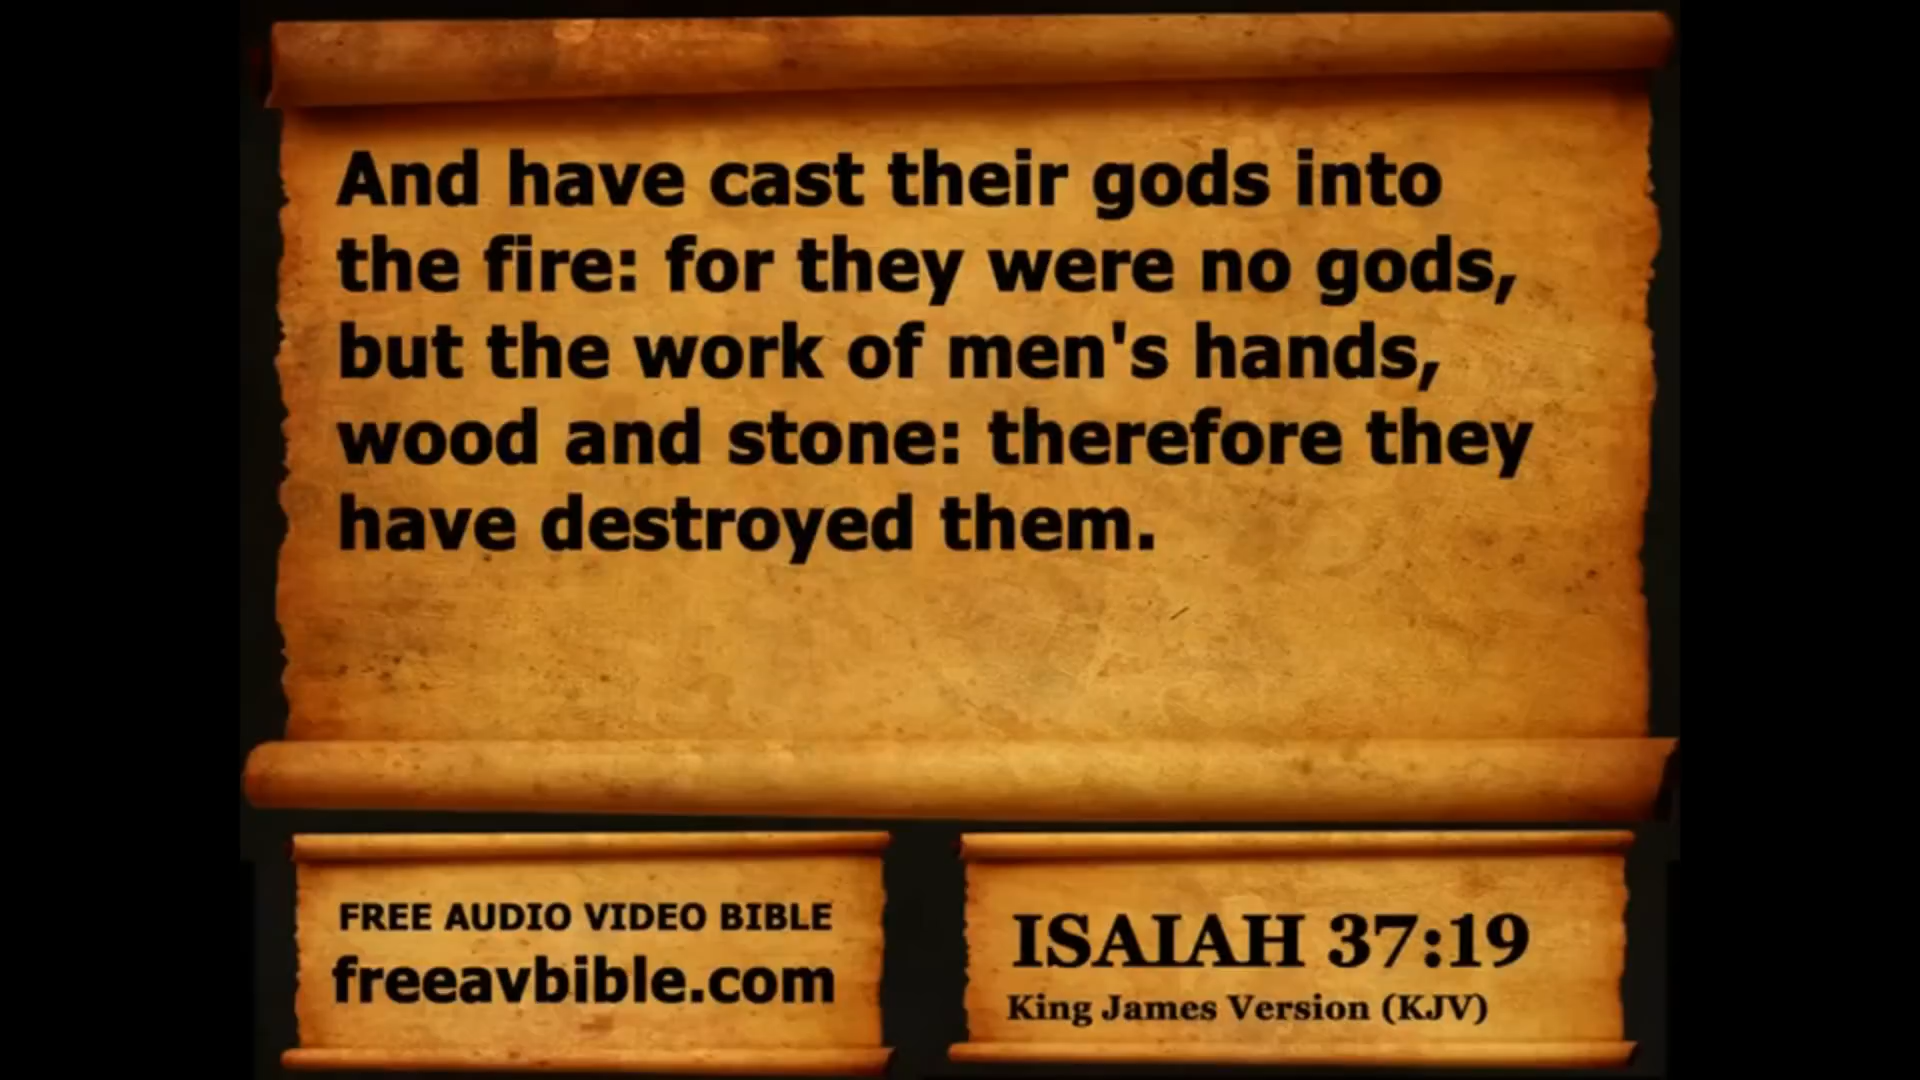 And have cast their gods into
the fire: for they were no gods,
but the work of men's hands,
wood and stone: therefore they
have destroyed them.
FREE AUDIO VIDEO BIBLE
freeavbible.com
ISAIAH 37:19
King James Version (KJV)